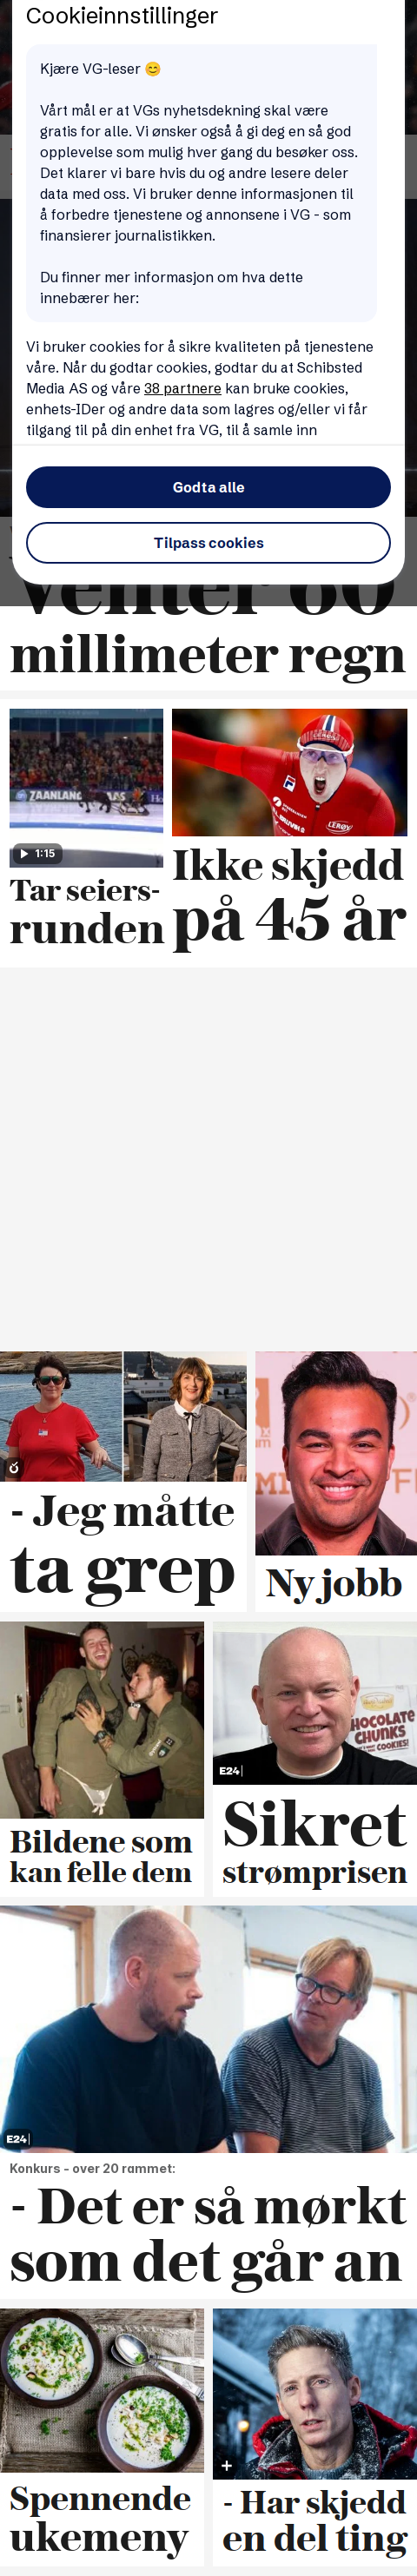 Cookieinnstillinger
Kjære VG-leser 😊
Vårt mål er at VGs nyhetsdekning skal være
gratis for alle. Vi ønsker også å gi deg en så god
opplevelse som mulig hver gang du besøker oss.
Det klarer vi bare hvis du og andre lesere deler
data med oss. Vi bruker denne informasjonen til
å forbedre tjenestene og annonsene i VG - som
finansierer journalistikken.
Du finner mer informasjon om hva dette
innebærer her:
Vi bruker cookies for å sikre kvaliteten på tjenestene
våre. Når du godtar cookies, godtar du at Schibsted
Media AS og våre 38 partnere kan bruke cookies,
enhets-IDer og andre data som lagres og/eller vi får
tilgang til på din enhet fra VG, til å samle inn
Godta alle
Tilpass cookies
Venter 60
millimeter regn
ZAANLAND
1:15
LERØY
Tar seiers-
runden
Ikke skjedd
på 45 år
- Jeg måtte
ta grep
Ny jobb
CHOCOLATE
CHUNKS
COOKIES!
E24
Bildene som
kan felle dem
Sikret
strømprisen
E24
Konkurs - over 20 rammet:
- Det er så mørkt
som det går an
Spennende
ukemeny
- Har skjedd
en del ting